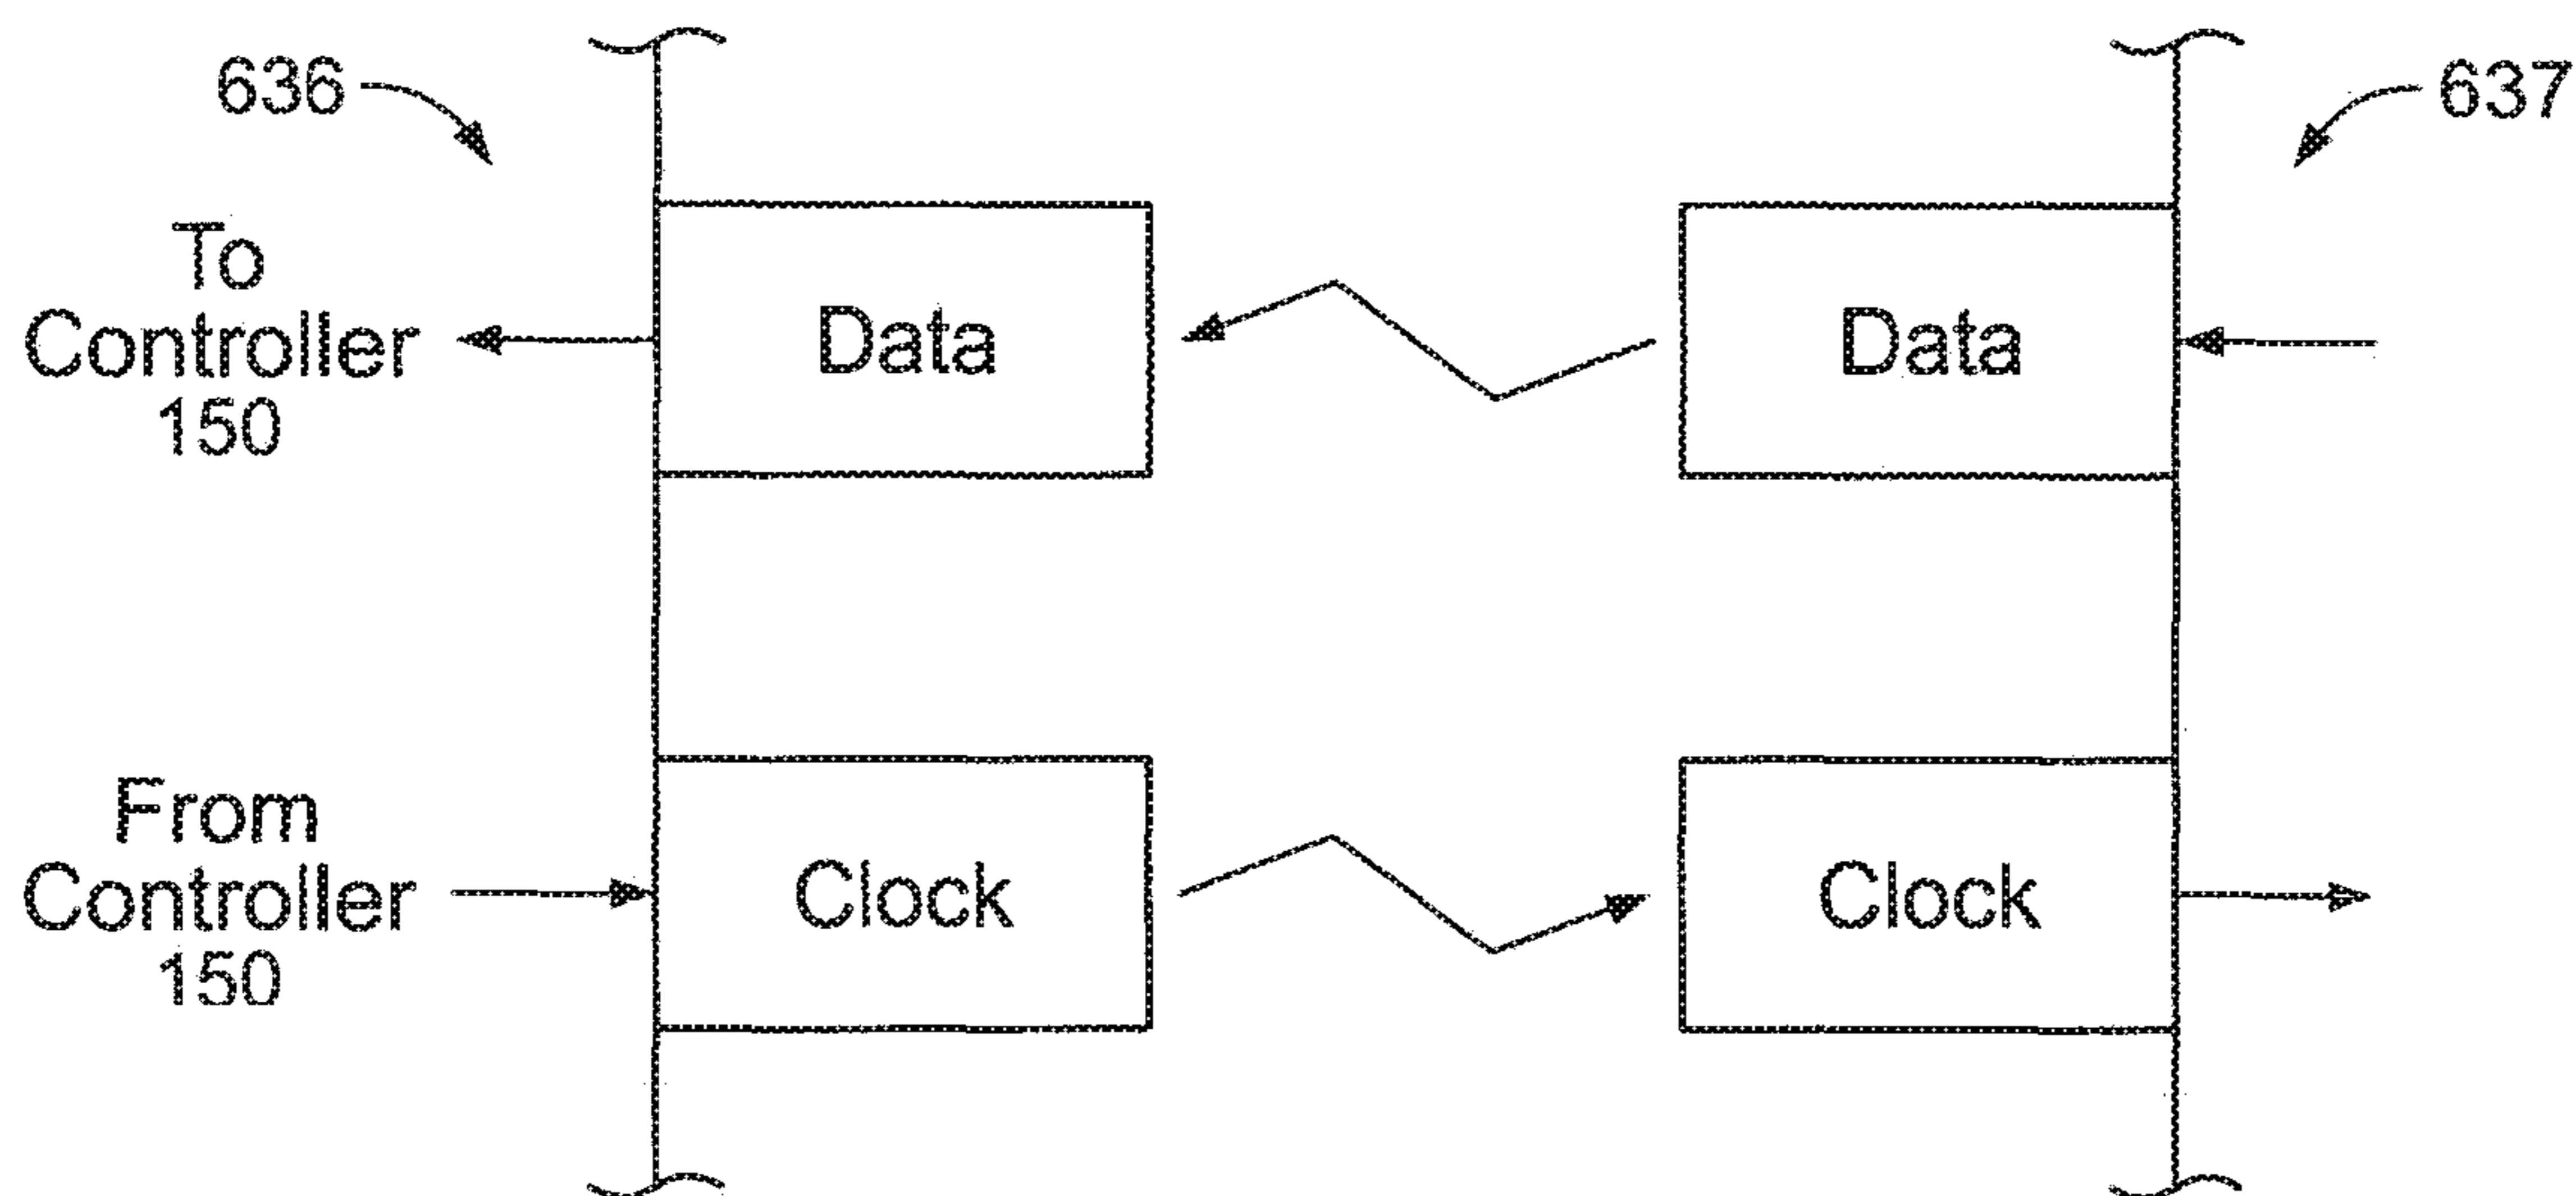 636
637
To
Controller
150
Data
Data
From
Controller
150
Clock
Clock